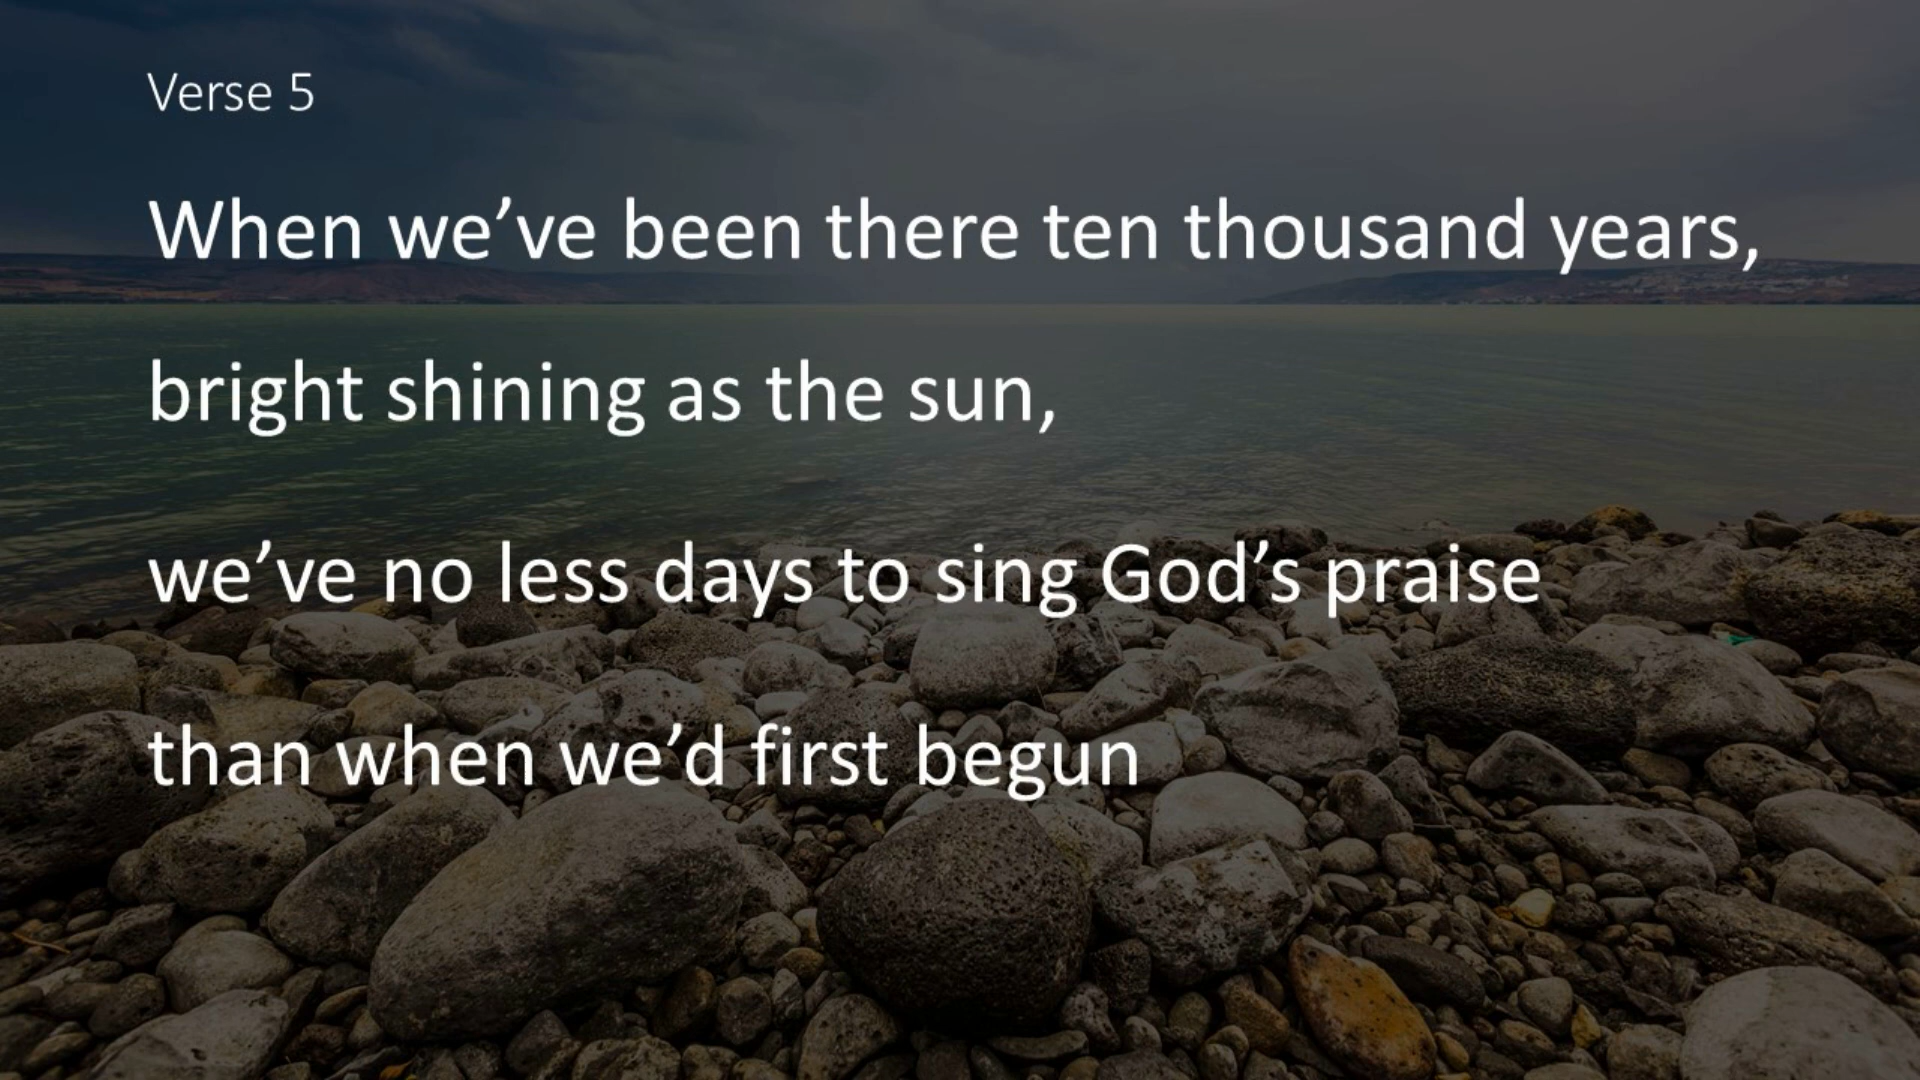 Verse 5
When we’ve been there ten thousand years,
bright shining as the sun,
we’ve no less days to sing God’s praise
than when we’d first begun